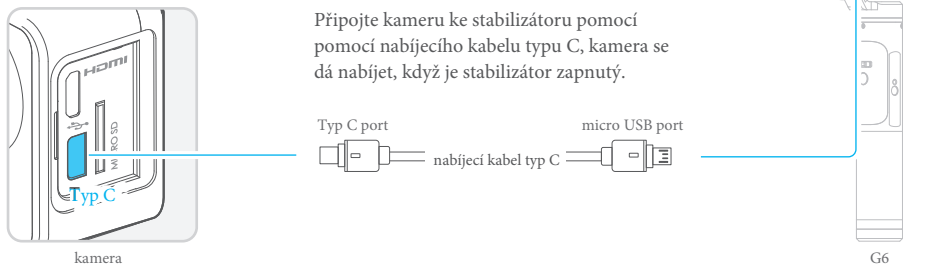 Připojte kameru ke stabilizátoru pomocí
pomocí nabíjecího kabelu typu C, kamera se
dá nabíjet, když je stabilizátor zapnutý.
HDMI
MICRO SD
Typ C
Typ C port
micro USB port
nabíjecí kabel typ C
kamera
G6